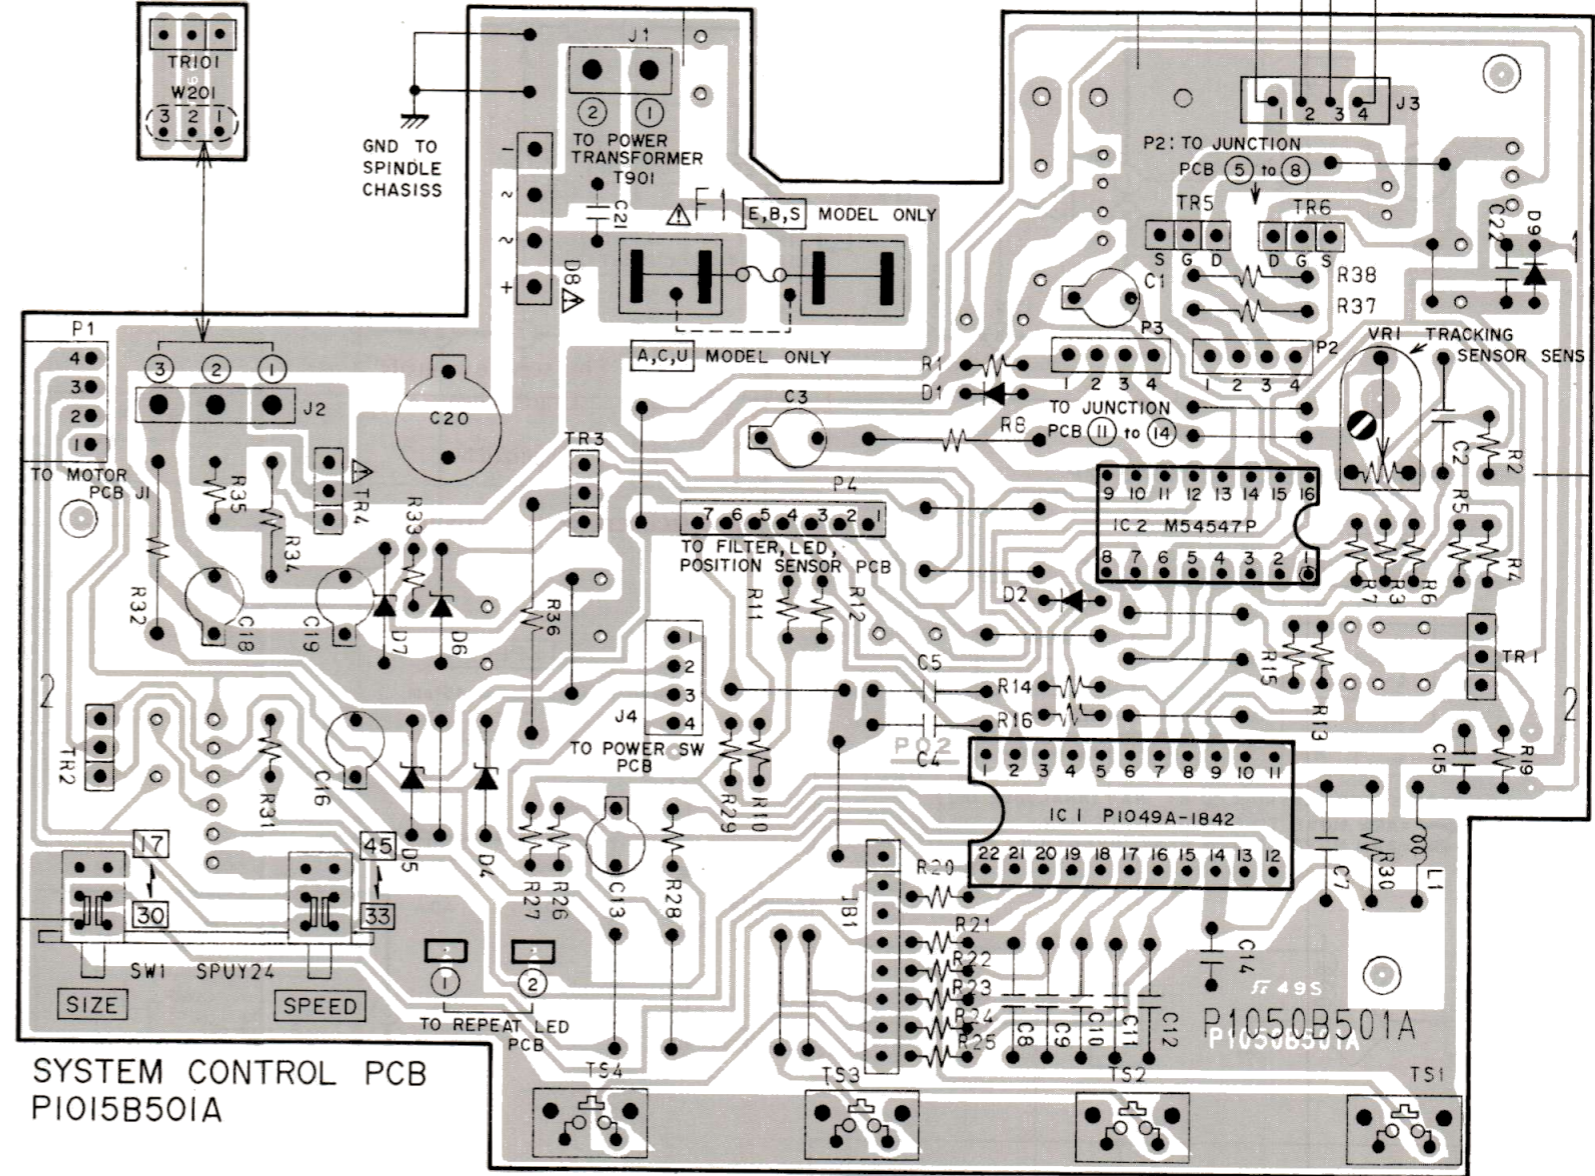 TR101
W201
3 2 1
GND TO
SPINDLE
CHASISS
J1
2 1
TO POWER
TRANSFORMER
T901
−
~
~
+
C21
D8
F1
E,B,S MODEL ONLY
A,C,U MODEL ONLY
J3
1 2 3 4
P2: TO JUNCTION
PCB 5 to 8
TR5 TR6
S G D D G S
C22
D9
R38
R37
C1
P3
P2
1 2 3 4
1 2 3 4
VR1 TRACKING
SENSOR SENS
R1
D1
TO JUNCTION
PCB 11 to 14
R8
C3
P1
4
3
2
1
TO MOTOR
PCB J1
3 2 1
J2
C20
TR3
TR4
R35
R34
R33
R32
C18
C19
D7
D6
R36
P4
7 6 5 4 3 2 1
TO FILTER, LED,
POSITION SENSOR PCB
R11
R12
9 10 11 12 13 14 15 16
IC2 M54547P
8 7 6 5 4 3 2 1
C2
R2
R5
R7
R3
R6
R4
D2
R15
R13
TR1
C5
R14
R16
P02
C4
J4
1
2
3
4
TO POWER SW
PCB
2
2
TR2
R31
C16
D5
D4
R29
R10
R27
R26
C13
R28
1 2 3 4 5 6 7 8 9 10 11
IC1 P1049A-1842
22 21 20 19 18 17 16 15 14 13 12
C15
R19
C7
R30
L1
17
30
45
33
SW1 SPUY24
SIZE
SPEED
1
2
TO REPEAT LED
PCB
IB1
R20
R21
R22
R23
R24
R25
C8
C9
C10
C11
C12
C14
49S
P1050B501A
P1050B501A
SYSTEM CONTROL PCB
P1015B501A
TS4
TS3
TS2
TS1